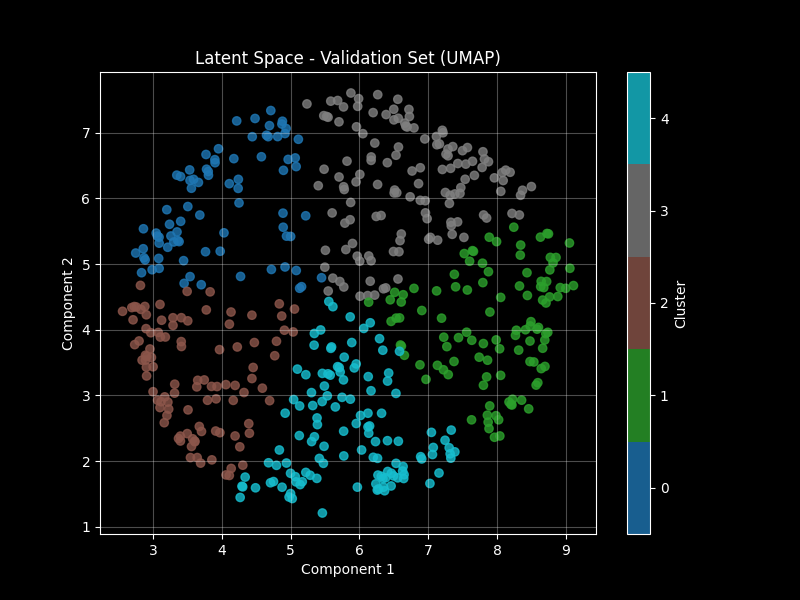 Latent Space - Validation Set (UMAP)
7
6
5
4
3
2
1
3 4 5 6 7 8 9
Component 1
Component 2
4
3
2
1
0
Cluster